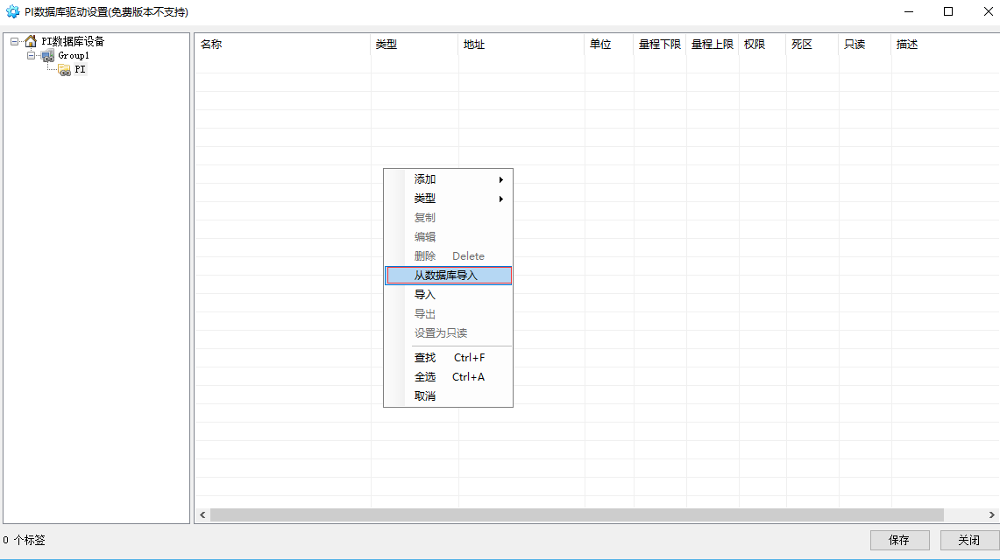 PI数据库驱动设置(免费版本不支持)
PI数据库设备
Group1
PI
名称 类型 地址 单位 量程下限 量程上限 权限 死区 只读 描述
添加
类型
复制
编辑
删除 Delete
从数据库导入
导入
导出
设置为只读
查找 Ctrl+F
全选 Ctrl+A
取消
0 个标签
保存 关闭